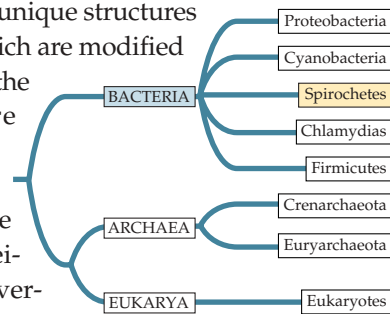 unique structures
ich are modified
the
re
e
ei-
ver-
BACTERIA
ARCHAEA
EUKARYA
Proteobacteria
Cyanobacteria
Spirochetes
Chlamydias
Firmicutes
Crenarchaeota
Euryarchaeota
Eukaryotes